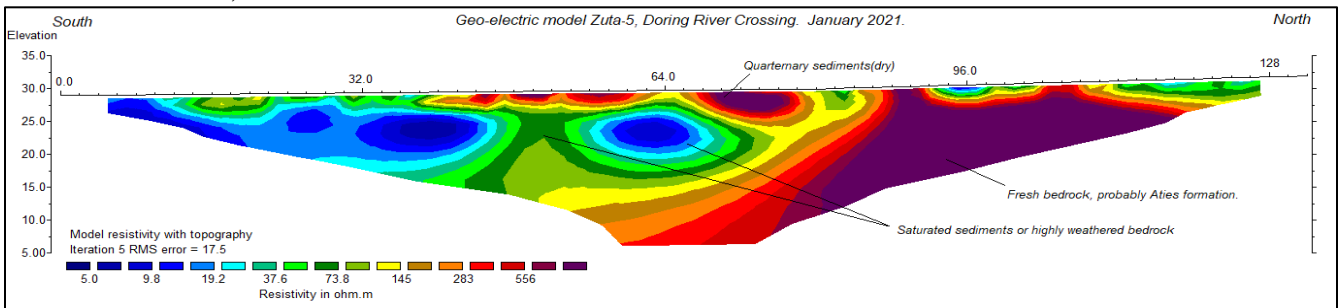 Geo-electric model Zuta-5, Doring River Crossing. January 2021.
South
North
Elevation
35.0
30.0
25.0
20.0
15.0
10.0
5.00
0.0
32.0
64.0
96.0
128
Quarternary sediments(dry)
Fresh bedrock, probably Aties formation.
Saturated sediments or highly weathered bedrock
Model resistivity with topography
Iteration 5 RMS error = 17.5
5.0 9.8 19.2 37.6 73.8 145 283 556
Resistivity in ohm.m